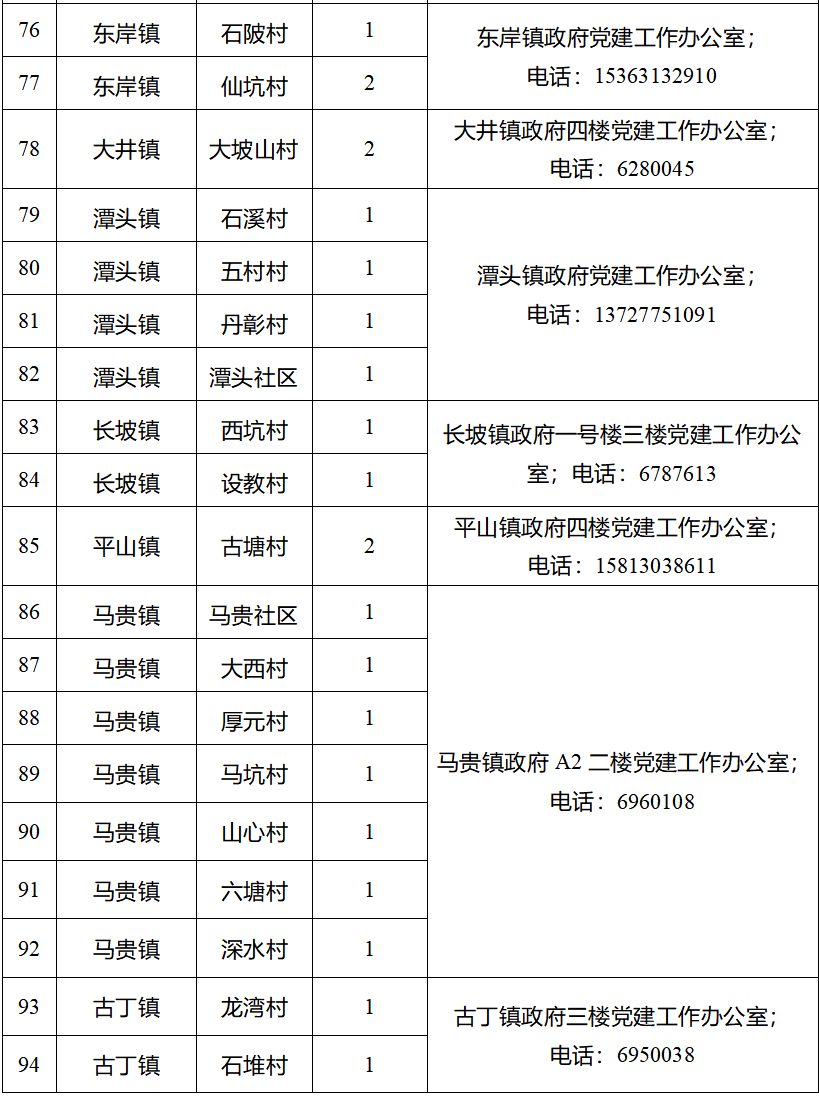 76 东岸镇 石陂村 1 东岸镇政府党建工作办公室；
电话：15363132910
77 东岸镇 仙坑村 2
78 大井镇 大坡山村 2 大井镇政府四楼党建工作办公室；
电话：6280045
79 潭头镇 石溪村 1 潭头镇政府党建工作办公室；
电话：13727751091
80 潭头镇 五村村 1
81 潭头镇 丹彰村 1
82 潭头镇 潭头社区 1
83 长坡镇 西坑村 1 长坡镇政府一号楼三楼党建工作办公
室；电话：6787613
84 长坡镇 设教村 1
85 平山镇 古塘村 2 平山镇政府四楼党建工作办公室；
电话：15813038611
86 马贵镇 马贵社区 1 马贵镇政府 A2 二楼党建工作办公室；
电话：6960108
87 马贵镇 大西村 1
88 马贵镇 厚元村 1
89 马贵镇 马坑村 1
90 马贵镇 山心村 1
91 马贵镇 六塘村 1
92 马贵镇 深水村 1
93 古丁镇 龙湾村 1 古丁镇政府三楼党建工作办公室；
电话：6950038
94 古丁镇 石堆村 1